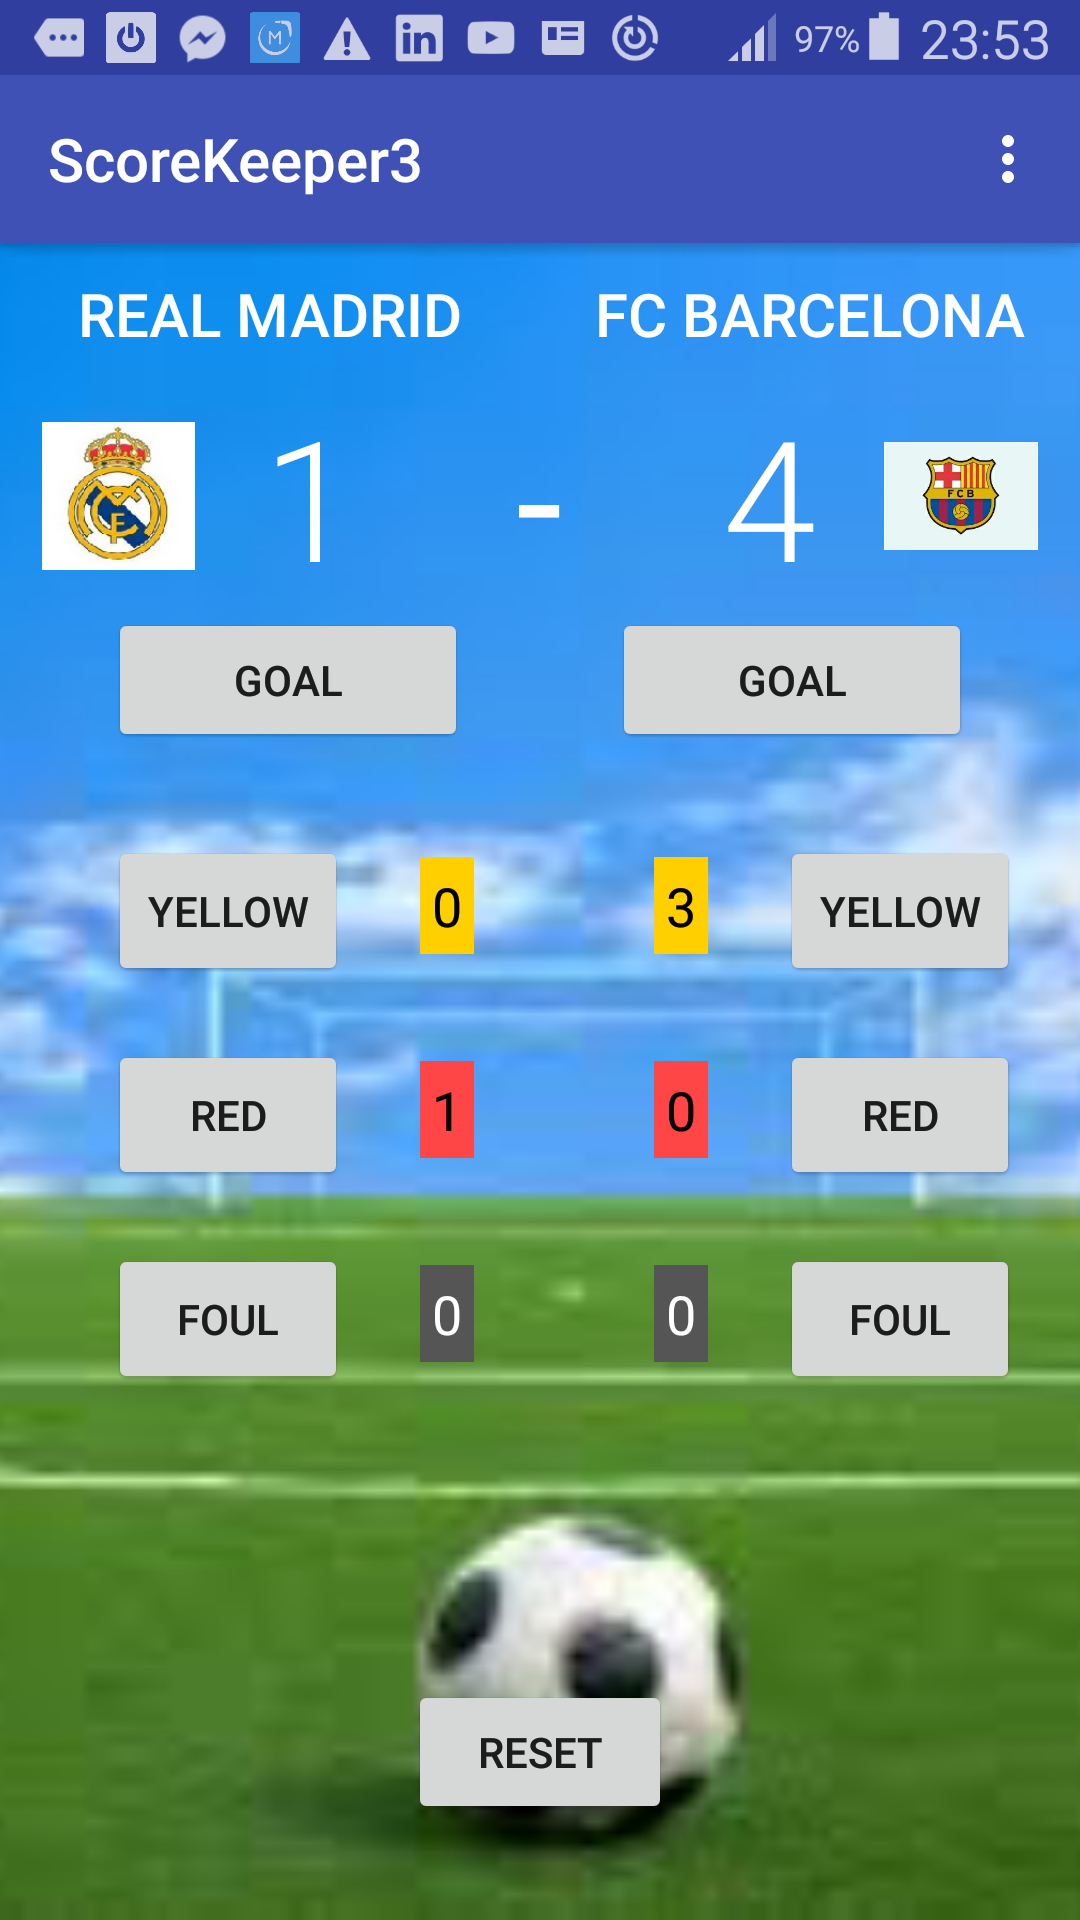 97% 23:53
ScoreKeeper3
REAL MADRID FC BARCELONA
1 - 4
FCB
GOAL GOAL
YELLOW 0 3 YELLOW
RED 1 0 RED
FOUL 0 0 FOUL
RESET